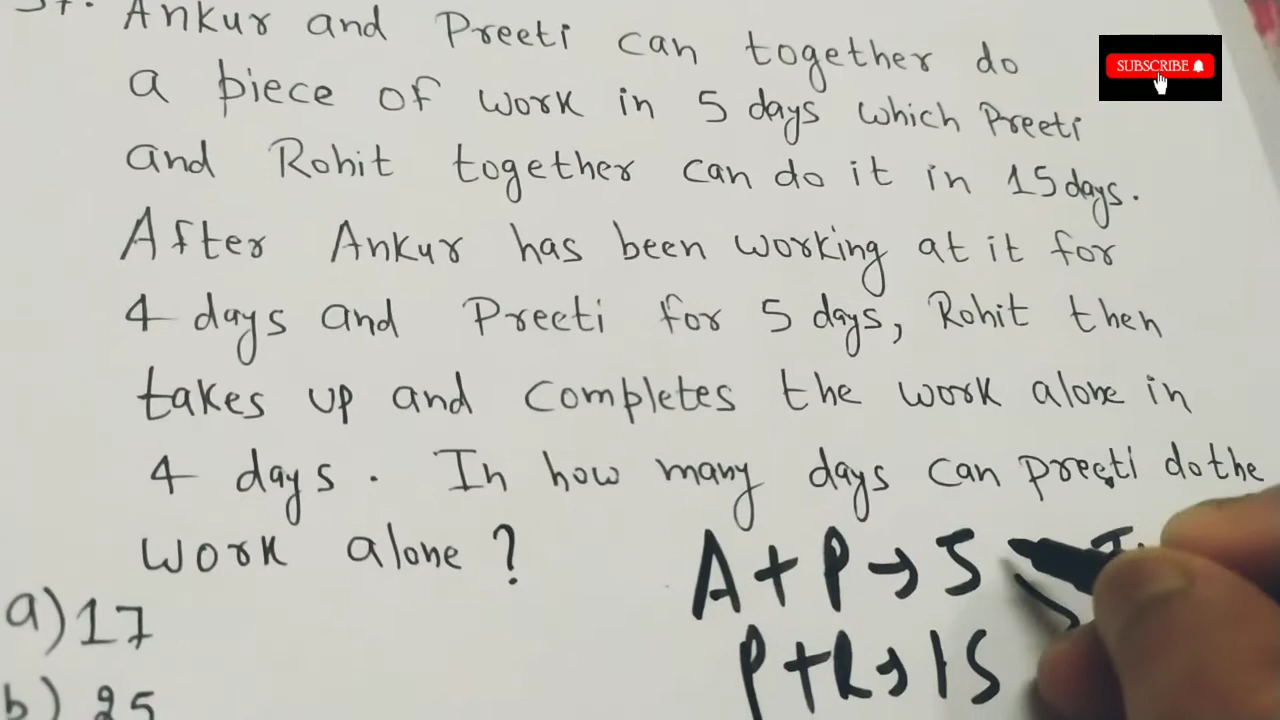 Ankur and Preeti can together do
a piece of work in 5 days which Preeti
and Rohit together can do it in 15 days.
After Ankur has been working at it for
4 days and Preeti for 5 days, Rohit then
takes up and completes the work alone in
4 days. In how many days can preeti do the
work alone?
a) 17
b) 25
A + P → 5
P + R → 15
SUBSCRIBE